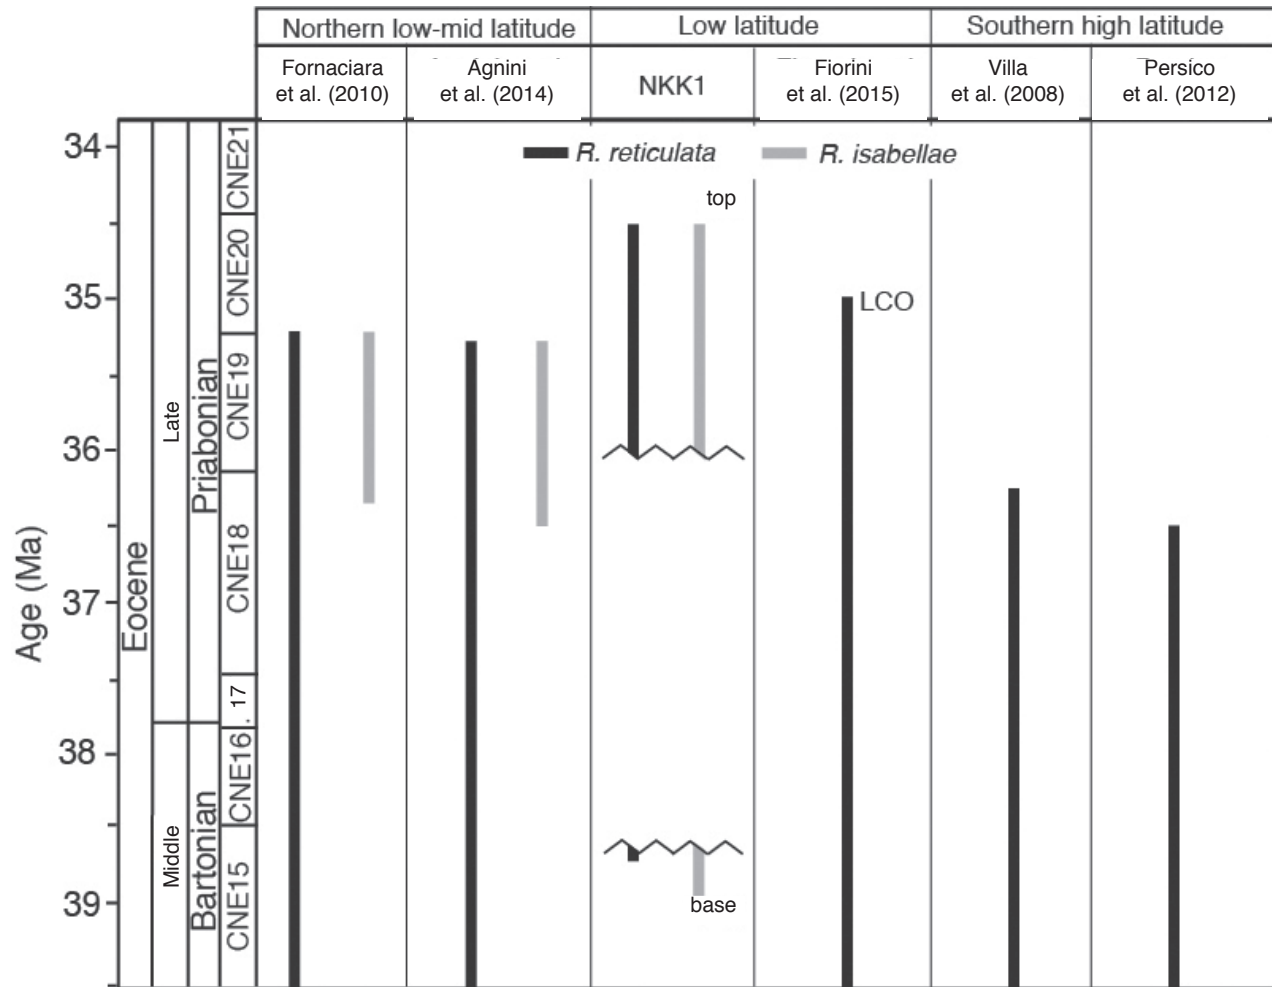 Northern low-mid latitude
Low latitude
Southern high latitude
Fornaciara
et al. (2010)
Agnini
et al. (2014)
NKK1
Fiorini
et al. (2015)
Villa
et al. (2008)
Persico
et al. (2012)
R. reticulata
R. isabellae
top
LCO
base
Age (Ma)
34
35
36
37
38
39
Eocene
Late
Middle
Priabonian
Bartonian
CNE21
CNE20
CNE19
CNE18
. 17
CNE16
CNE15